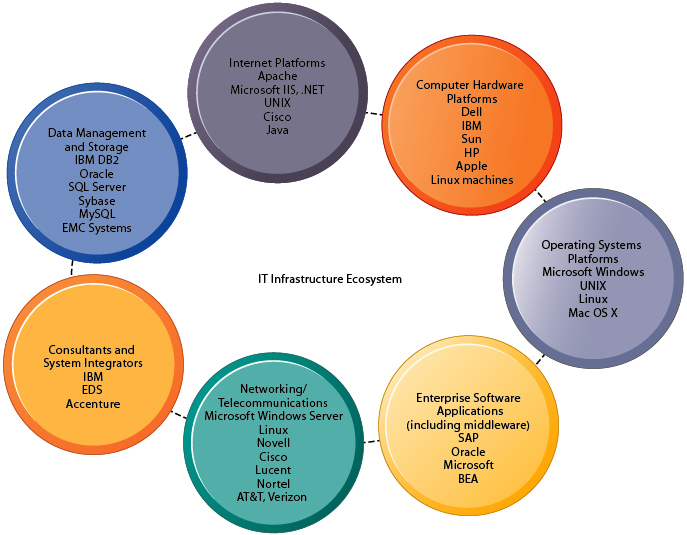 Internet Platforms
Apache
Microsoft IIS, .NET
UNIX
Cisco
Java
Computer Hardware
Platforms
Dell
IBM
Sun
HP
Apple
Linux machines
Data Management
and Storage
IBM DB2
Oracle
SQL Server
Sybase
MySQL
EMC Systems
Operating Systems
Platforms
Microsoft Windows
UNIX
Linux
Mac OS X
IT Infrastructure Ecosystem
Consultants and
System Integrators
IBM
EDS
Accenture
Networking/
Telecommunications
Microsoft Windows Server
Linux
Novell
Cisco
Lucent
Nortel
AT&T, Verizon
Enterprise Software
Applications
(including middleware)
SAP
Oracle
Microsoft
BEA